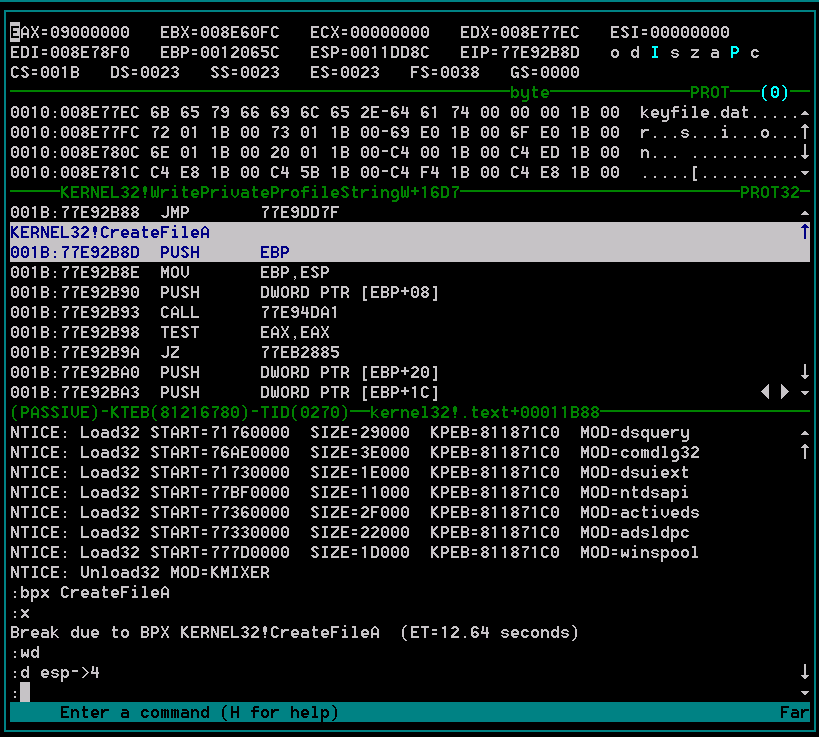 EAX=09000000 EBX=008E60FC ECX=00000000 EDX=008E77EC ESI=00000000
EDI=008E78F0 EBP=0012065C ESP=0011DD8C EIP=77E92B8D o d I s z a P c
CS=001B DS=0023 SS=0023 ES=0023 FS=0038 GS=0000
byte PROT (0)
0010:008E77EC 6B 65 79 66 69 6C 65 2E-64 61 74 00 00 00 1B 00 keyfile.dat.....
0010:008E77FC 72 01 1B 00 73 01 1B 00-69 E0 1B 00 6F E0 1B 00 r...s...i...o...
0010:008E780C 6E 01 1B 00 20 01 1B 00-C4 00 1B 00 C4 ED 1B 00 n... ...........
0010:008E781C C4 E8 1B 00 C4 5B 1B 00-C4 F4 1B 00 C4 E8 1B 00 .....[..........
KERNEL32!WritePrivateProfileStringW+16D7 PROT32
001B:77E92B88 JMP 77E9DD7F
KERNEL32!CreateFileA
001B:77E92B8D PUSH EBP
001B:77E92B8E MOV EBP,ESP
001B:77E92B90 PUSH DWORD PTR [EBP+08]
001B:77E92B93 CALL 77E94DA1
001B:77E92B98 TEST EAX,EAX
001B:77E92B9A JZ 77EB2885
001B:77E92BA0 PUSH DWORD PTR [EBP+20]
001B:77E92BA3 PUSH DWORD PTR [EBP+1C]
(PASSIVE)-KTEB(81216780)-TID(0270)—kernel32!.text+00011B88
NTICE: Load32 START=71760000 SIZE=29000 KPEB=811871C0 MOD=dsquery
NTICE: Load32 START=76AE0000 SIZE=3E000 KPEB=811871C0 MOD=comdlg32
NTICE: Load32 START=71730000 SIZE=1E000 KPEB=811871C0 MOD=dsuiext
NTICE: Load32 START=77BF0000 SIZE=11000 KPEB=811871C0 MOD=ntdsapi
NTICE: Load32 START=77360000 SIZE=2F000 KPEB=811871C0 MOD=activeds
NTICE: Load32 START=77330000 SIZE=22000 KPEB=811871C0 MOD=adsldpc
NTICE: Load32 START=777D0000 SIZE=1D000 KPEB=811871C0 MOD=winspool
NTICE: Unload32 MOD=KMIXER
:bpx CreateFileA
:x
Break due to BPX KERNEL32!CreateFileA (ET=12.64 seconds)
:wd
:d esp->4
:
Enter a command (H for help) Far